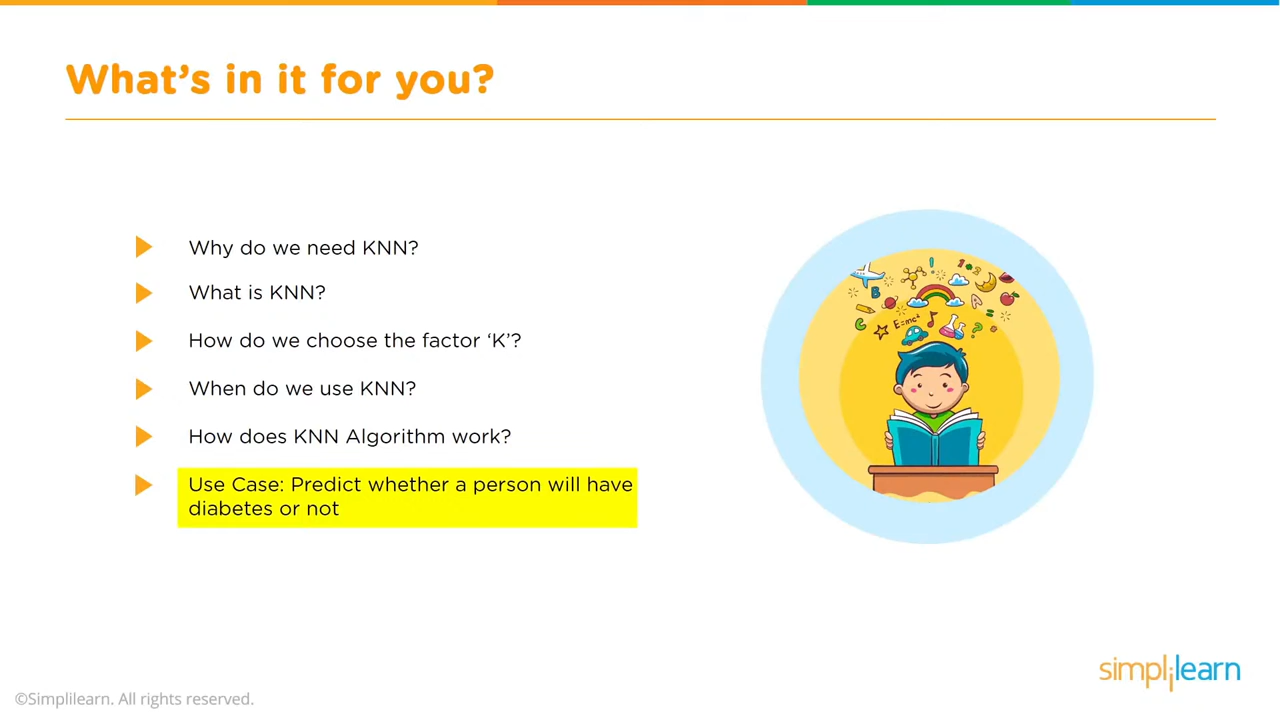 What's in it for you?
Why do we need KNN?
What is KNN?
How do we choose the factor ‘K’?
When do we use KNN?
How does KNN Algorithm work?
Use Case: Predict whether a person will have
diabetes or not
E=mc²
simplilearn
©Simplilearn. All rights reserved.